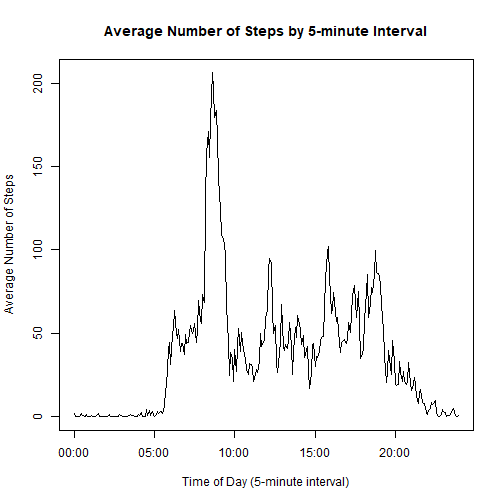 Average Number of Steps by 5-minute Interval
Average Number of Steps
200
150
100
50
0
00:00 05:00 10:00 15:00 20:00
Time of Day (5-minute interval)